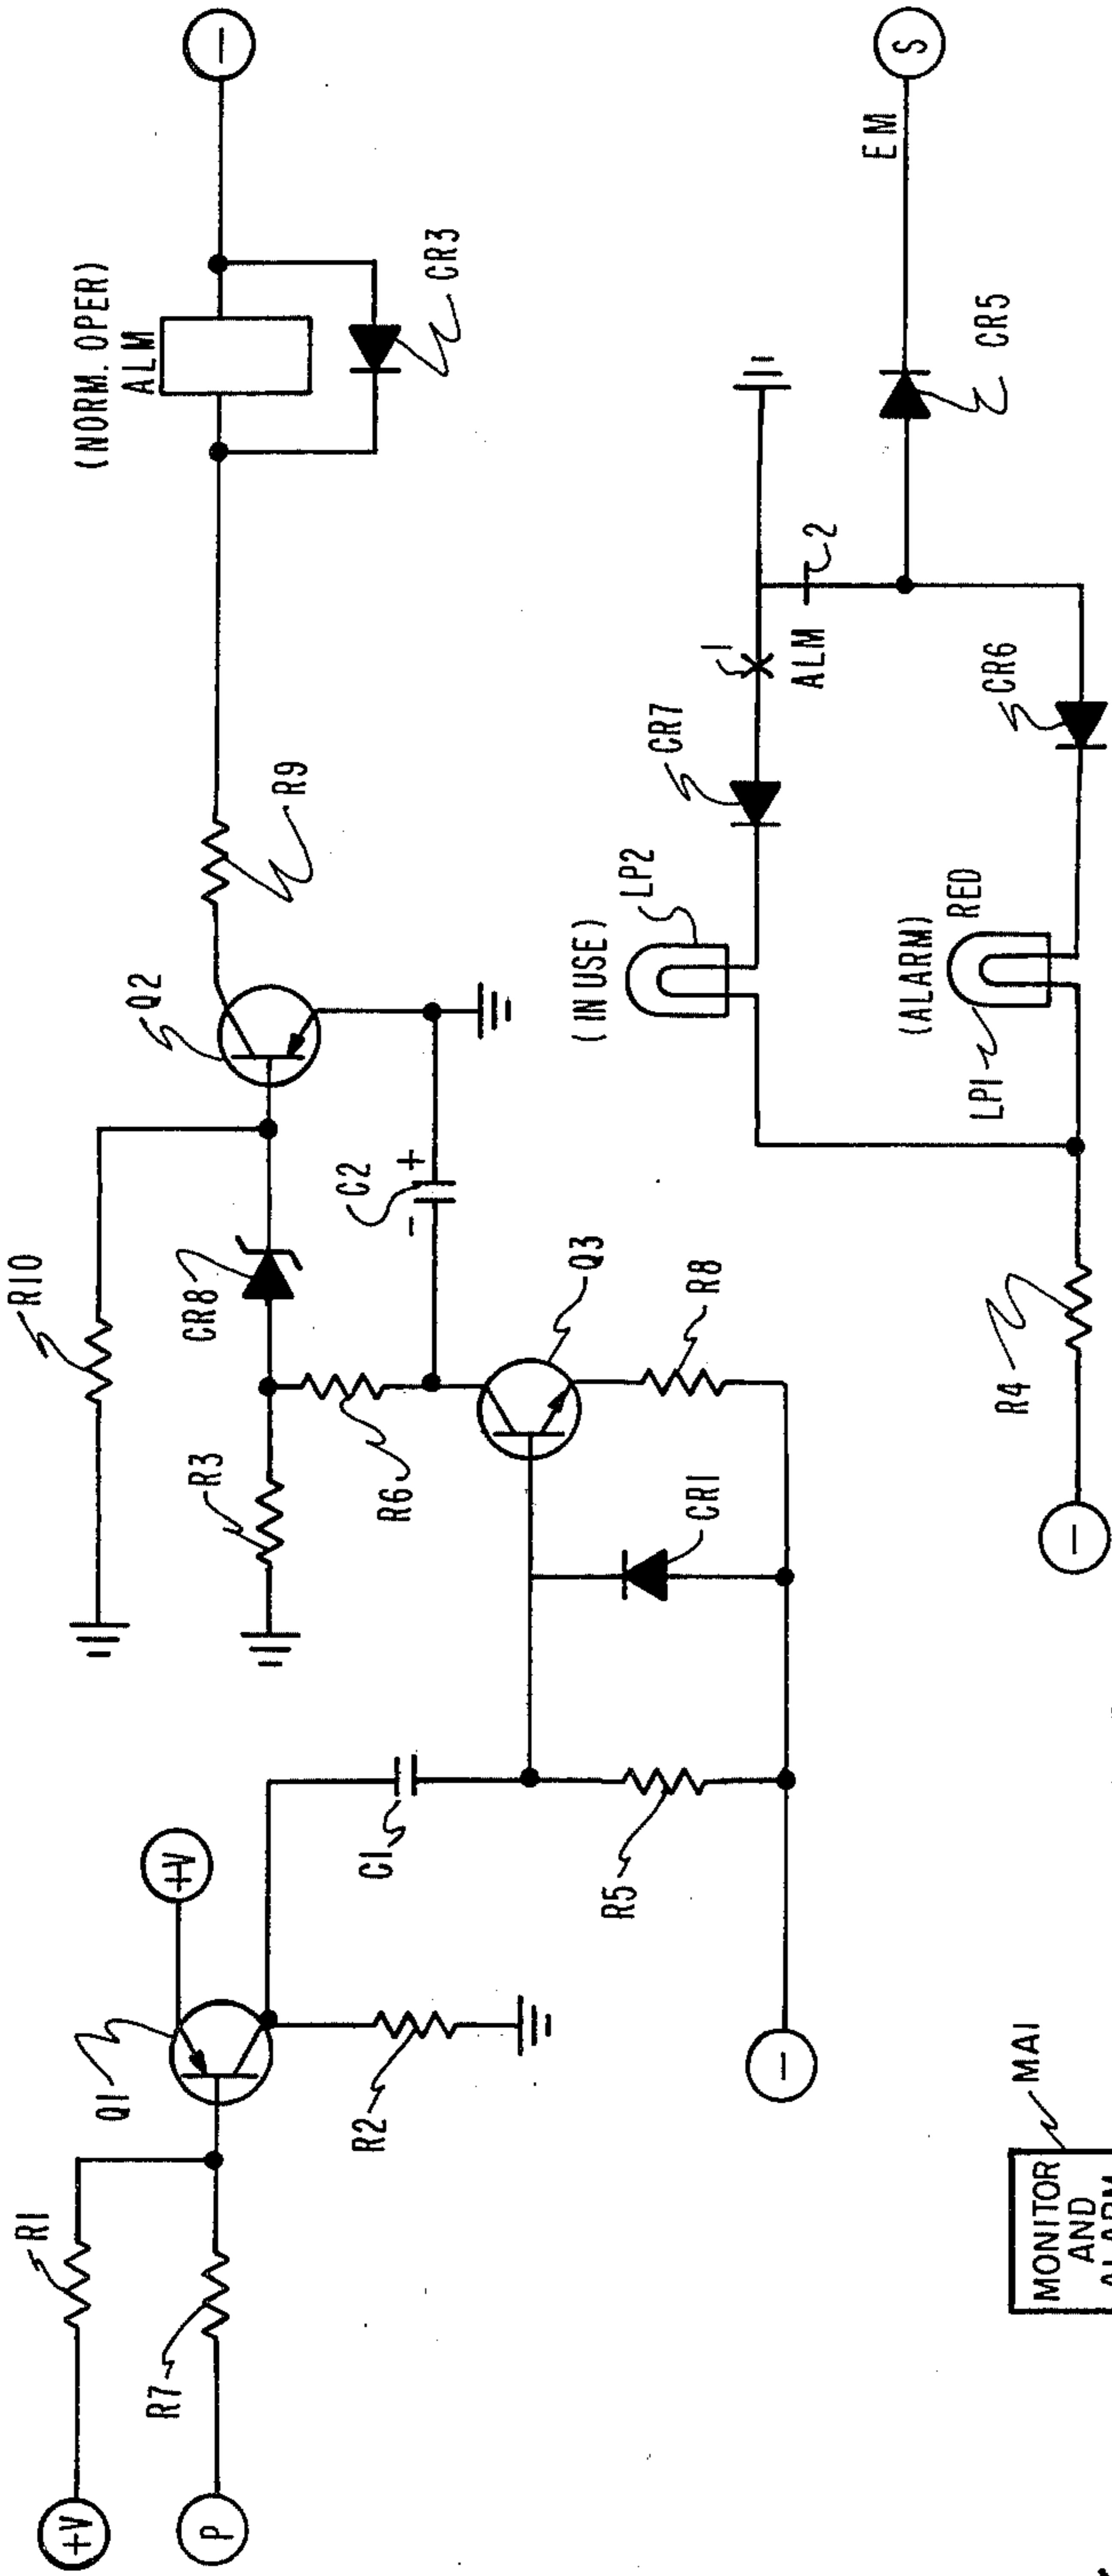 +V
R1
P
R7
Q1
+V
R2
C1
R5
−
R10
R3
CR8
R6
C2
- +
Q3
R8
CR1
Q2
R9
(NORM. OPER)
ALM
CR3
−
(IN USE)
LP2
CR7
1
ALM
2
(ALARM)
RED
LP1
CR6
R4
−
CR5
EM
S
MONITOR
AND
ALARM
MA1